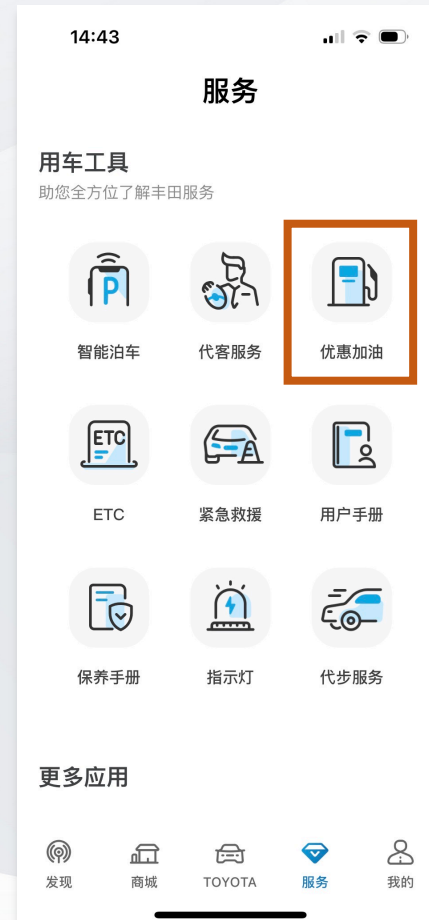 14:43
服务
用车工具
助您全方位了解丰田服务
P
智能泊车 代客服务 优惠加油
ETC
ETC 紧急救援 用户手册
保养手册 指示灯 代步服务
更多应用
发现 商城 TOYOTA 服务 我的